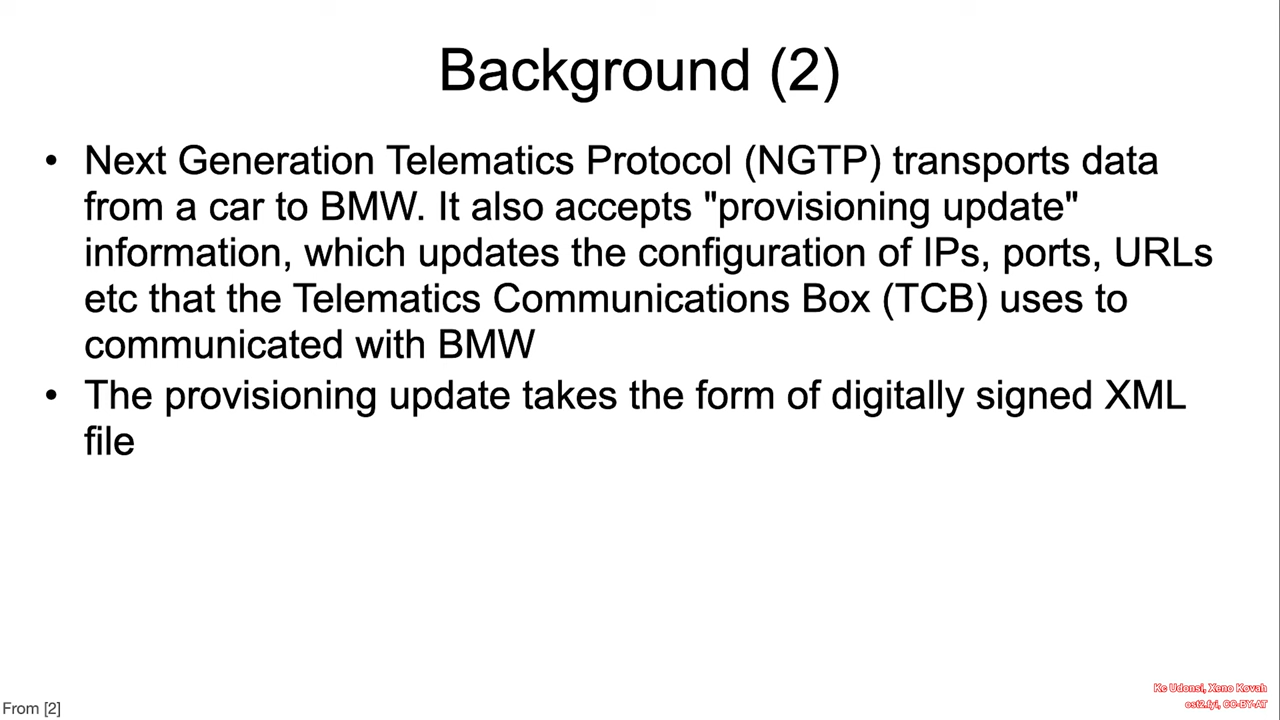 Background (2)
• Next Generation Telematics Protocol (NGTP) transports data
from a car to BMW. It also accepts "provisioning update"
information, which updates the configuration of IPs, ports, URLs
etc that the Telematics Communications Box (TCB) uses to
communicated with BMW
• The provisioning update takes the form of digitally signed XML
file
Kc Udonsi, Xeno Kovah
ost2.fyi, CC-BY-AT
From [2]